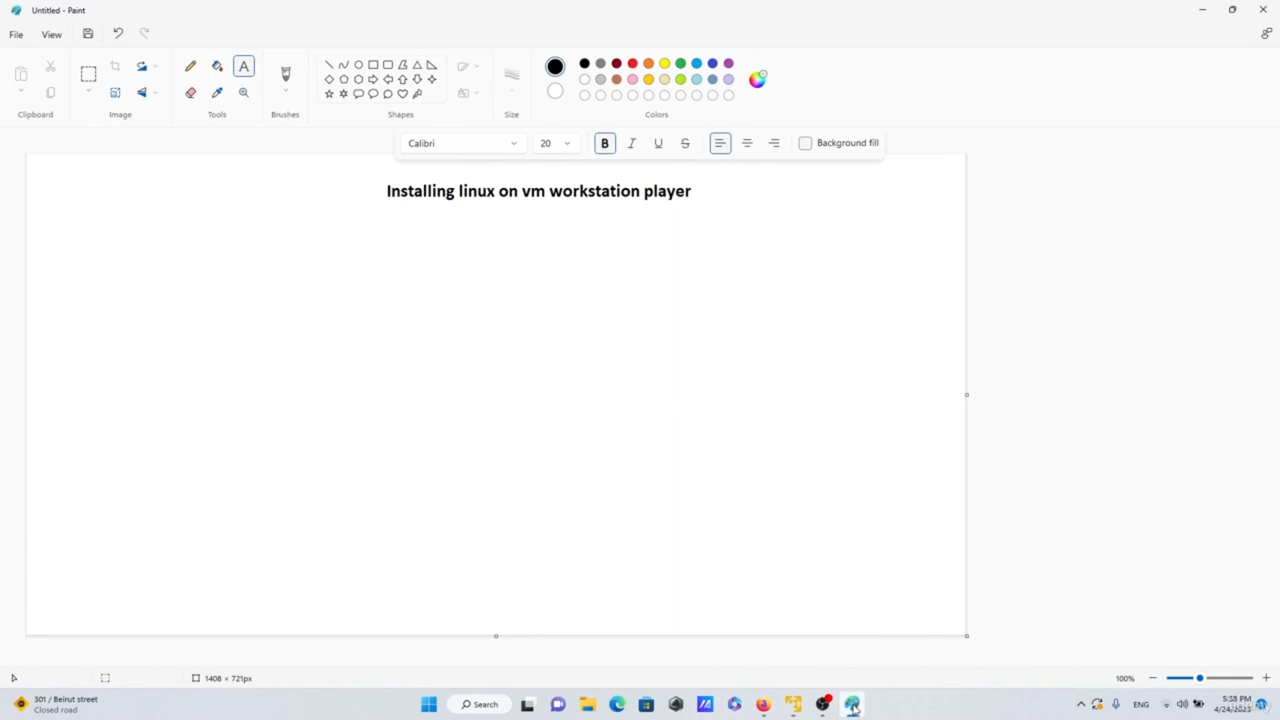 Untitled - Paint
File View
Clipboard Image Tools Brushes Shapes Size Colors
Calibri 20 B I U S Background fill
Installing linux on vm workstation player
1408 × 721px 100%
301 / Beirut street
Closed road
Search
ENG
5:38 PM
4/24/2023